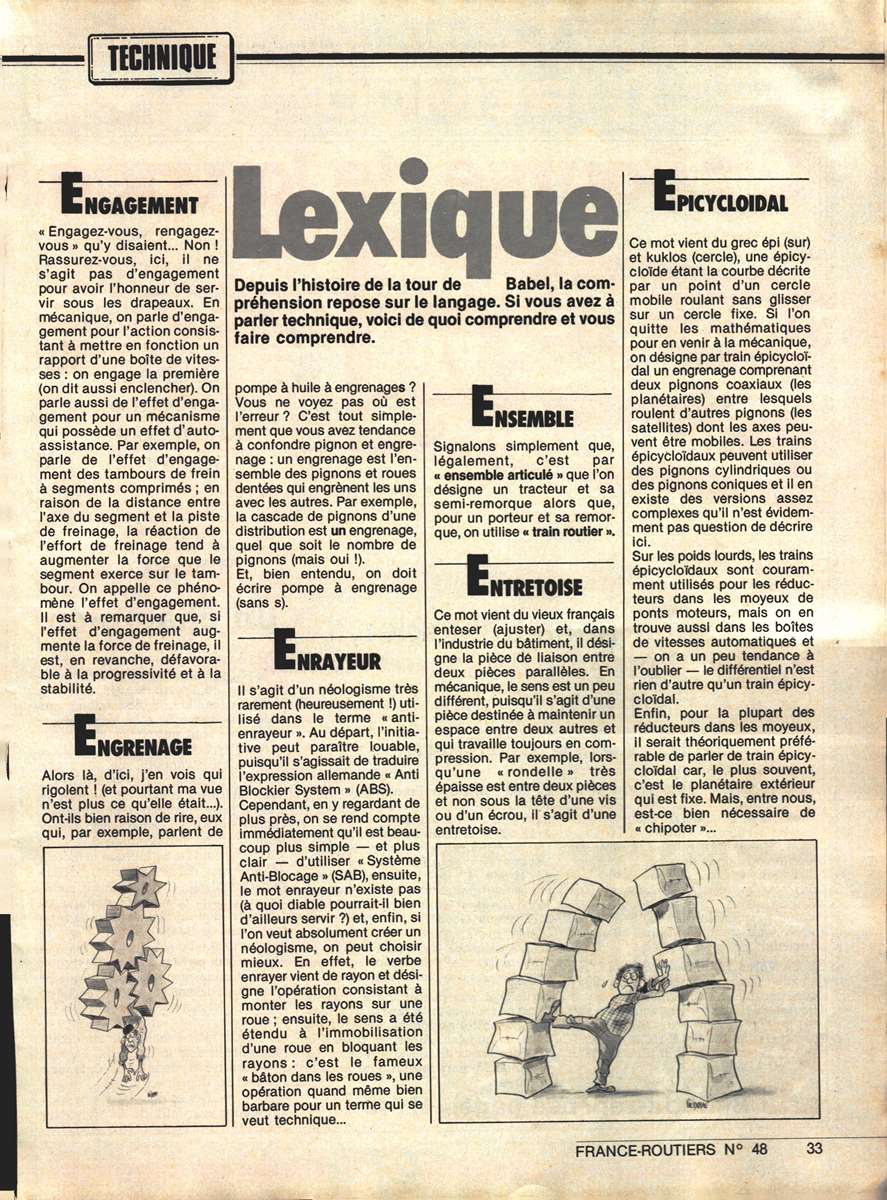 TECHNIQUE
Lexique
Depuis l'histoire de la tour de Babel, la com-
préhension repose sur le langage. Si vous avez à
parler technique, voici de quoi comprendre et vous
faire comprendre.
ENGAGEMENT
« Engagez-vous, rengagez-
vous » qu'y disaient... Non !
Rassurez-vous, ici, il ne
s'agit pas d'engagement
pour avoir l'honneur de ser-
vir sous les drapeaux. En
mécanique, on parle d'enga-
gement pour l'action consis-
tant à mettre en fonction un
rapport d'une boîte de vites-
ses : on engage la première
(on dit aussi enclencher). On
parle aussi de l'effet d'enga-
gement pour un mécanisme
qui possède un effet d'auto-
assistance. Par exemple, on
parle de l'effet d'engage-
ment des tambours de frein
à segments comprimés ; en
raison de la distance entre
l'axe du segment et la piste
de freinage, la réaction de
l'effort de freinage tend à
augmenter la force que le
segment exerce sur le tam-
bour. On appelle ce phéno-
mène l'effet d'engagement.
Il est à remarquer que, si
l'effet d'engagement aug-
mente la force de freinage, il
est, en revanche, défavora-
ble à la progressivité et à la
stabilité.
ENGRENAGE
Alors là, d'ici, j'en vois qui
rigolent ! (et pourtant ma vue
n'est plus ce qu'elle était...).
Ont-ils bien raison de rire, eux
qui, par exemple, parlent de
pompe à huile à engrenages ?
Vous ne voyez pas où est
l'erreur ? C'est tout simple-
ment que vous avez tendance
à confondre pignon et engre-
nage : un engrenage est l'en-
semble des pignons et roues
dentées qui engrènent les uns
avec les autres. Par exemple,
la cascade de pignons d'une
distribution est un engrenage,
quel que soit le nombre de
pignons (mais oui !).
Et, bien entendu, on doit
écrire pompe à engrenage
(sans s).
ENRAYEUR
Il s'agit d'un néologisme très
rarement (heureusement !) uti-
lisé dans le terme « anti-
enrayeur ». Au départ, l'initia-
tive peut paraître louable,
puisqu'il s'agissait de traduire
l'expression allemande « Anti
Blockier System » (ABS).
Cependant, en y regardant de
plus près, on se rend compte
immédiatement qu'il est beau-
coup plus simple — et plus
clair — d'utiliser « Système
Anti-Blocage » (SAB), ensuite,
le mot enrayeur n'existe pas
(à quoi diable pourrait-il bien
d'ailleurs servir ?) et, enfin, si
l'on veut absolument créer un
néologisme, on peut choisir
mieux. En effet, le verbe
enrayer vient de rayon et dési-
gne l'opération consistant à
monter les rayons sur une
roue ; ensuite, le sens a été
étendu à l'immobilisation
d'une roue en bloquant les
rayons : c'est le fameux
« bâton dans les roues », une
opération quand même bien
barbare pour un terme qui se
veut technique...
ENSEMBLE
Signalons simplement que,
légalement, c'est par
« ensemble articulé » que l'on
désigne un tracteur et sa
semi-remorque alors que,
pour un porteur et sa remor-
que, on utilise « train routier ».
ENTRETOISE
Ce mot vient du vieux français
enteser (ajuster) et, dans
l'industrie du bâtiment, il dési-
gne la pièce de liaison entre
deux pièces parallèles. En
mécanique, le sens est un peu
différent, puisqu'il s'agit d'une
pièce destinée à maintenir un
espace entre deux autres et
qui travaille toujours en com-
pression. Par exemple, lors-
qu'une « rondelle » très
épaisse est entre deux pièces
et non sous la tête d'une vis
ou d'un écrou, il s'agit d'une
entretoise.
EPICYCLOIDAL
Ce mot vient du grec épi (sur)
et kuklos (cercle), une épicy-
cloïde étant la courbe décrite
par un point d'un cercle
mobile roulant sans glisser
sur un cercle fixe. Si l'on
quitte les mathématiques
pour en venir à la mécanique,
on désigne par train épicycloï-
dal un engrenage comprenant
deux pignons coaxiaux (les
planétaires) entre lesquels
roulent d'autres pignons (les
satellites) dont les axes peu-
vent être mobiles. Les trains
épicycloïdaux peuvent utiliser
des pignons cylindriques ou
des pignons coniques et il en
existe des versions assez
complexes qu'il n'est évidem-
ment pas question de décrire
ici.
Sur les poids lourds, les trains
épicycloïdaux sont couram-
ment utilisés pour les réduc-
teurs dans les moyeux de
ponts moteurs, mais on en
trouve aussi dans les boîtes
de vitesses automatiques et
— on a un peu tendance à
l'oublier — le différentiel n'est
rien d'autre qu'un train épicy-
cloïdal.
Enfin, pour la plupart des
réducteurs dans les moyeux,
il serait théoriquement préfé-
rable de parler de train épicy-
cloïdal car, le plus souvent,
c'est le planétaire extérieur
qui est fixe. Mais, entre nous,
est-ce bien nécessaire de
« chipoter »...
FRANCE-ROUTIERS N° 48 33